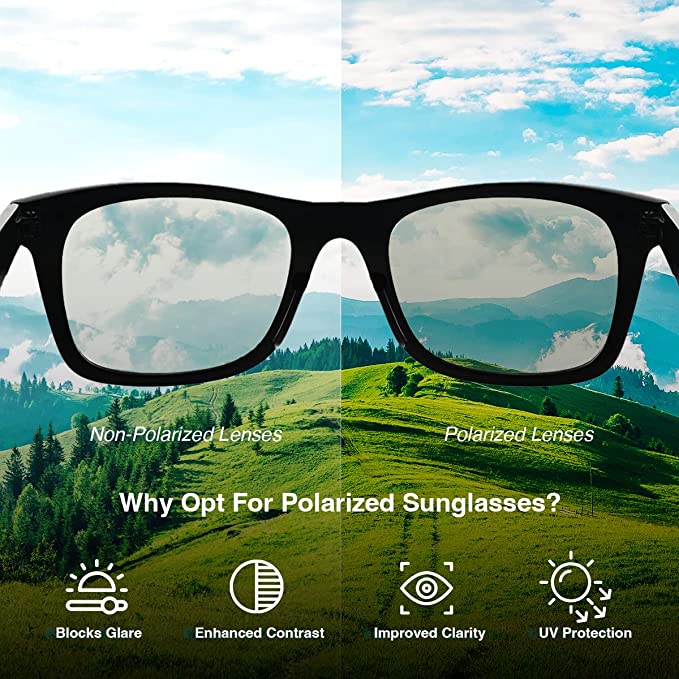 Non-Polarized Lenses
Polarized Lenses
Why Opt For Polarized Sunglasses?
Blocks Glare
Enhanced Contrast
Improved Clarity
UV Protection